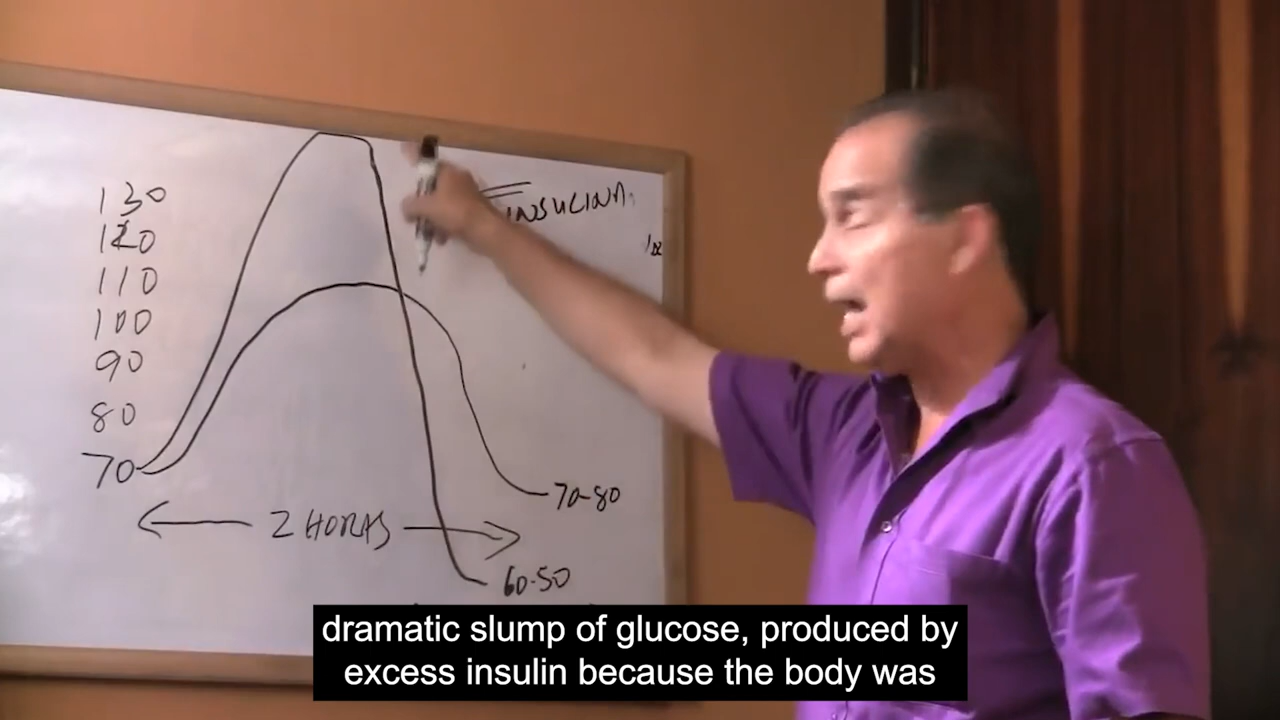 130
120
110
100
90
80
70
INSULINA
70-80
2 HORAS
60-50
dramatic slump of glucose, produced by
excess insulin because the body was